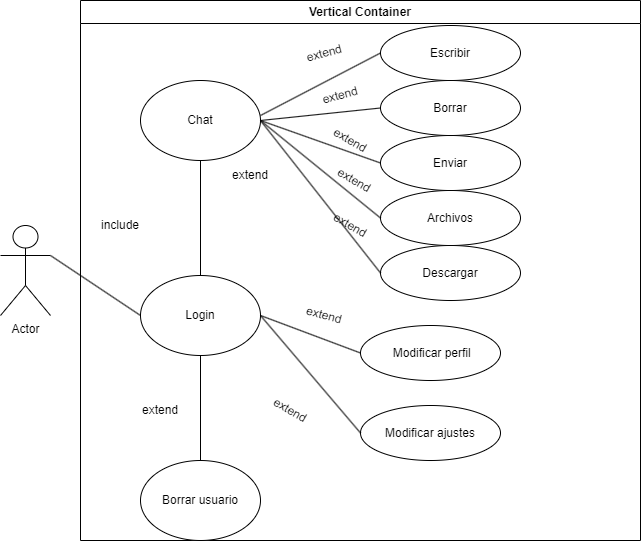 Vertical Container
extend
Escribir
Chat
extend
Borrar
extend
Enviar
extend
extend
Archivos
include
extend
Descargar
Actor
Login
extend
Modificar perfil
extend
extend
Modificar ajustes
Borrar usuario